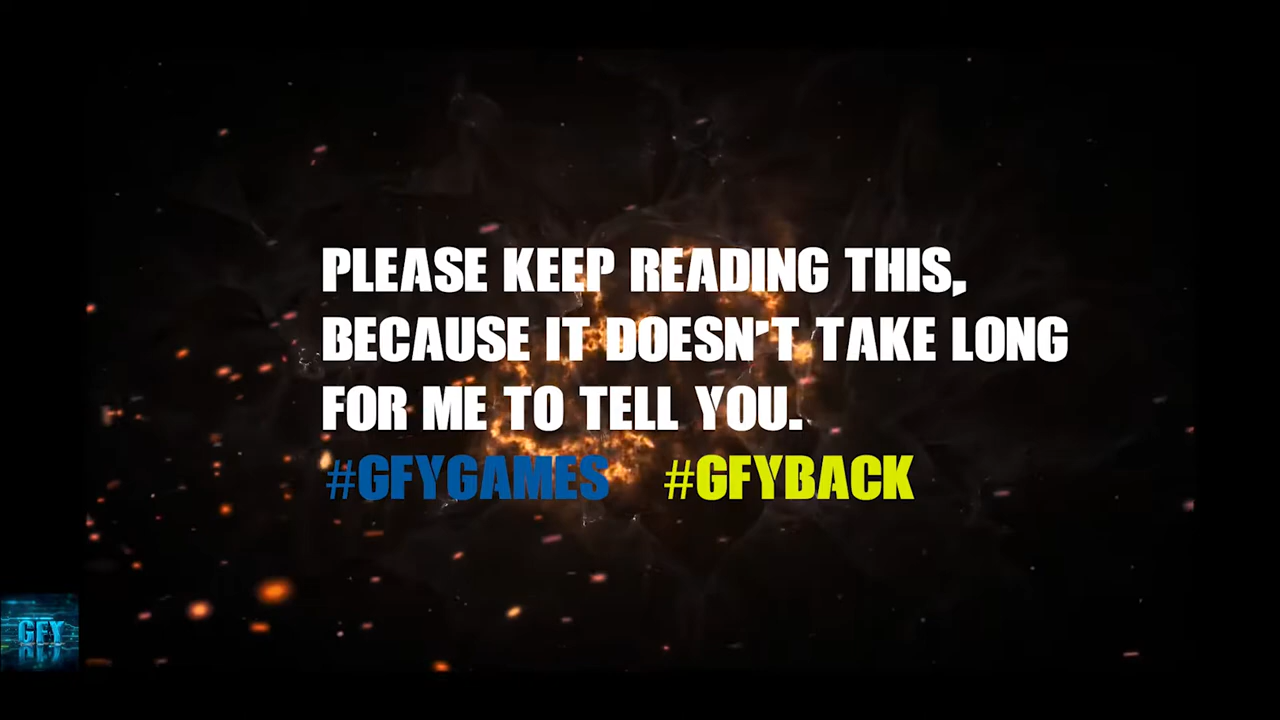 PLEASE KEEP READING THIS,
BECAUSE IT DOESN'T TAKE LONG
FOR ME TO TELL YOU.
#GFYGAMES #GFYBACK
GFY